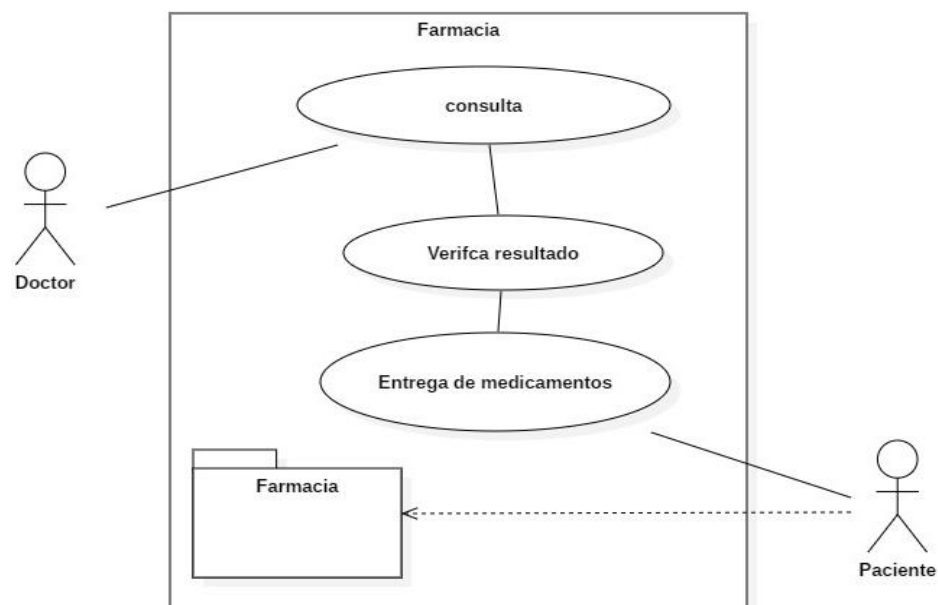 Farmacia
consulta
Doctor
Verifca resultado
Entrega de medicamentos
Farmacia
Paciente